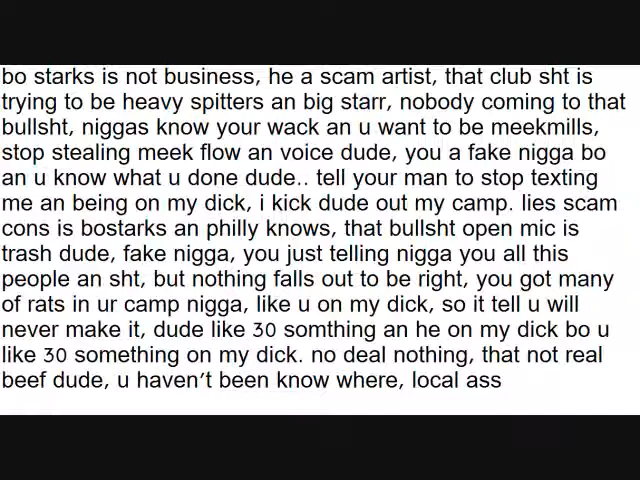 bo starks is not business, he a scam artist, that club sht is
trying to be heavy spitters an big starr, nobody coming to that
bullsht, niggas know your wack an u want to be meekmills,
stop stealing meek flow an voice dude, you a fake nigga bo
an u know what u done dude.. tell your man to stop texting
me an being on my dick, i kick dude out my camp. lies scam
cons is bostarks an philly knows, that bullsht open mic is
trash dude, fake nigga, you just telling nigga you all this
people an sht, but nothing falls out to be right, you got many
of rats in ur camp nigga, like u on my dick, so it tell u will
never make it, dude like 30 somthing an he on my dick bo u
like 30 something on my dick. no deal nothing, that not real
beef dude, u haven’t been know where, local ass